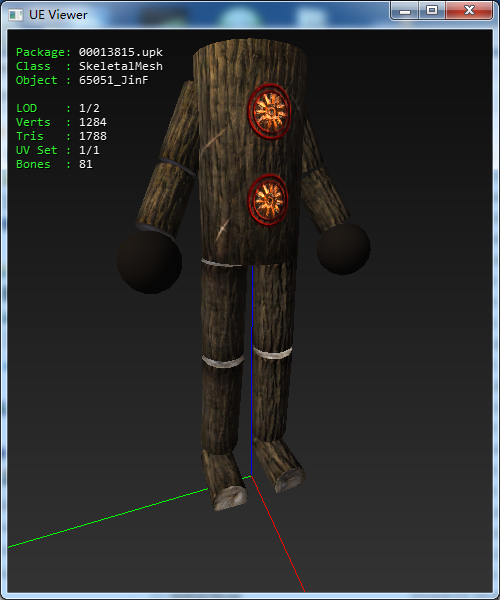 UE Viewer
Package: 00013815.upk
Class  : SkeletalMesh
Object : 65051_JinF
LOD    : 1/2
Verts  : 1284
Tris   : 1788
UV Set : 1/1
Bones  : 81